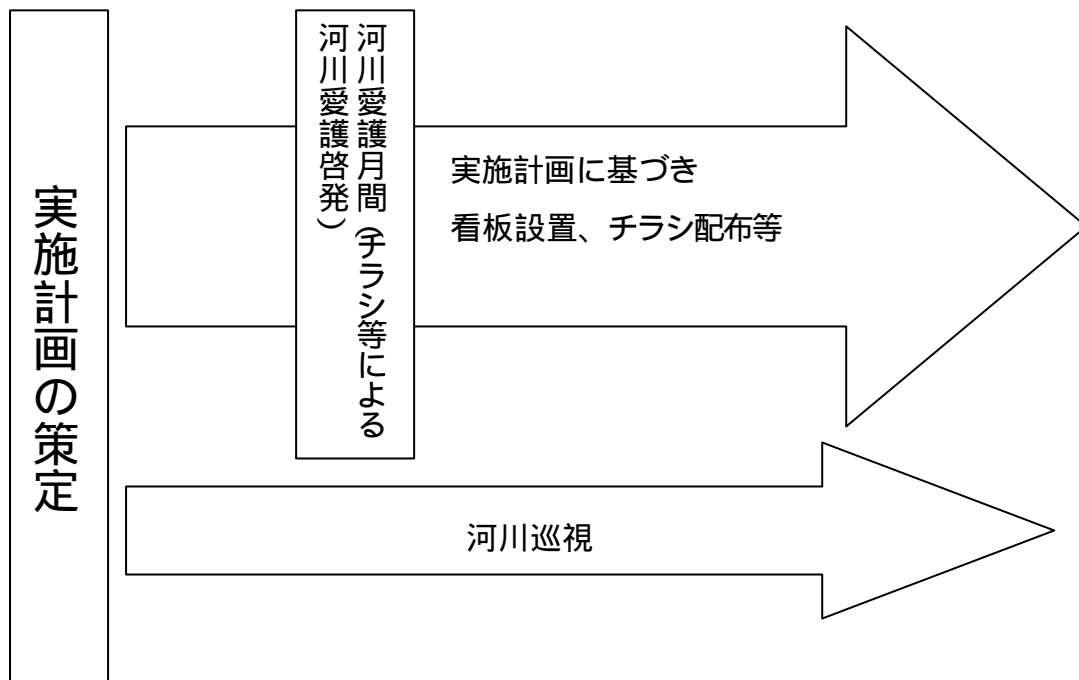 実施計画の策定
河川愛護月間（チラシ等による
河川愛護啓発）
実施計画に基づき
看板設置、チラシ配布等
河川巡視